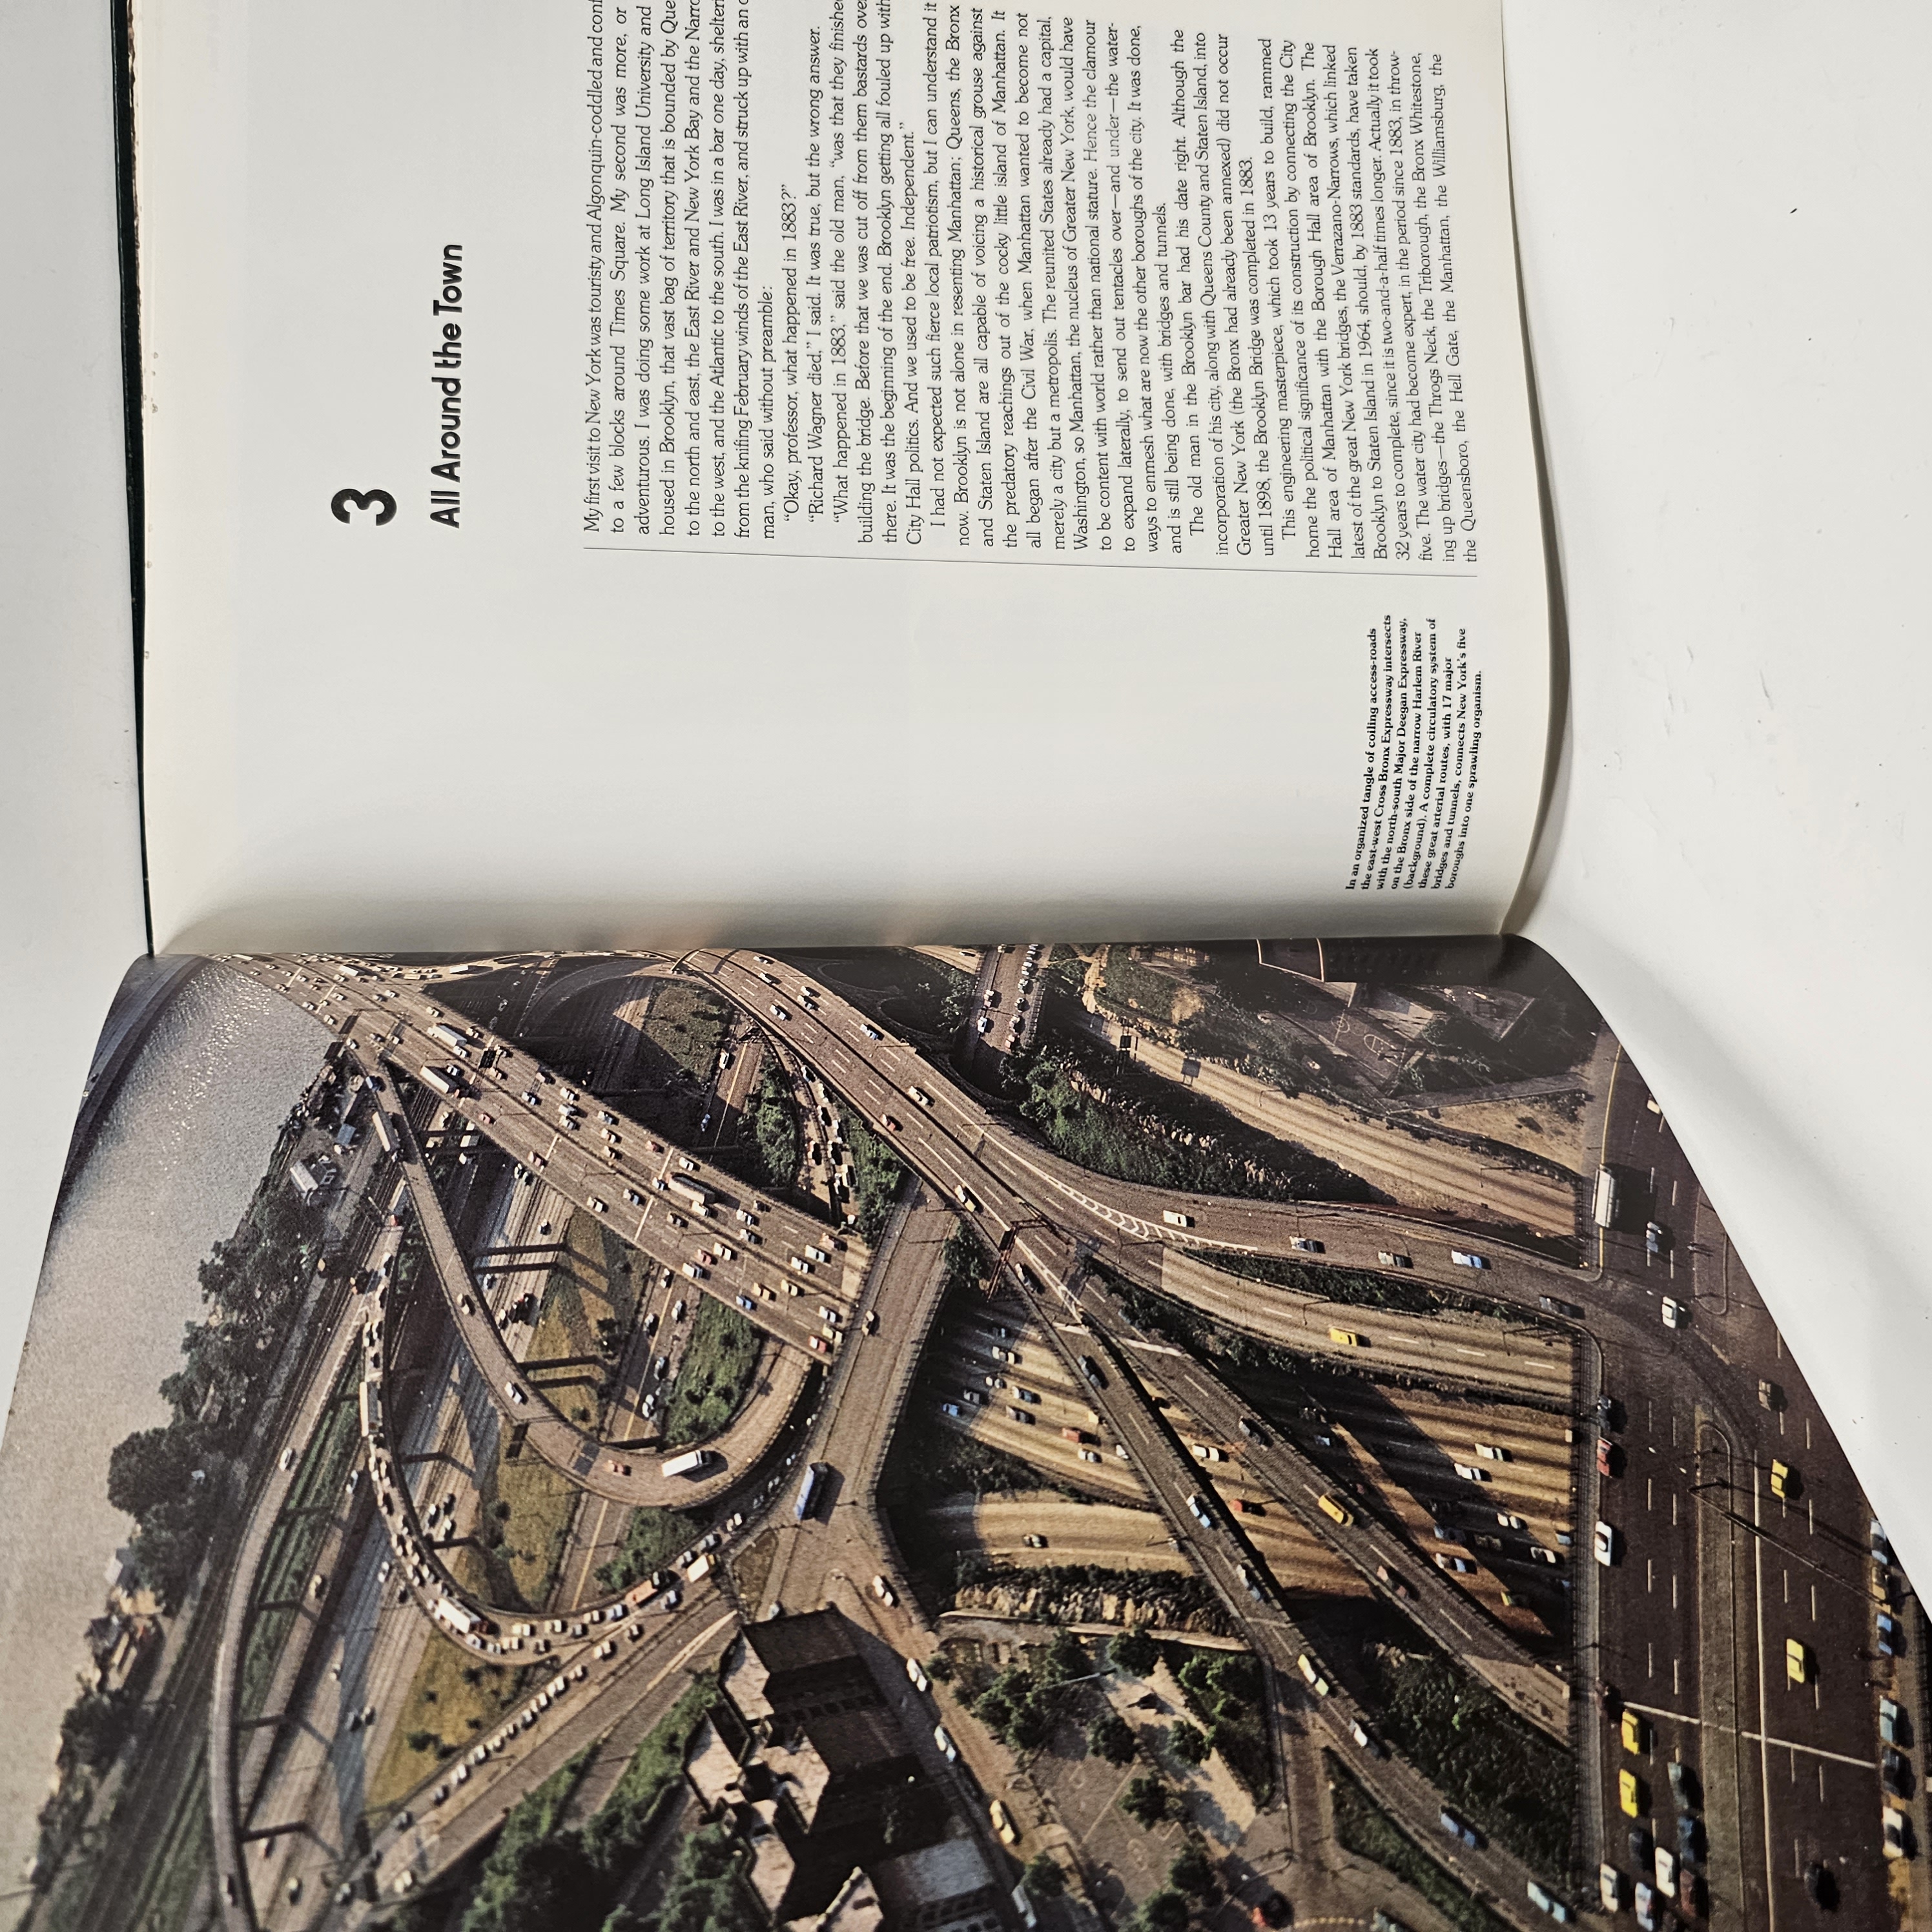 3
All Around the Town
My first visit to New York was touristy and Algonquin-coddled and
to a few blocks around Times Square. My second was more, or
adventurous. I was doing some work at Long Island University and
housed in Brooklyn, that vast bag of territory that is bounded by
to the north and east, the East River and New York Bay and the
to the west, and the Atlantic to the south. I was in a bar one day,
from the knifing February winds of the East River, and struck up with an
man, who said without preamble:
“Okay, professor, what happened in 1883?”
“Richard Wagner died,” I said. It was true, but the wrong answer.
“What happened in 1883,” said the old man, “was that they
building the bridge. Before that we was cut off from them bastards
there. It was the beginning of the end. Brooklyn getting all fouled up with
City Hall politics. And we used to be free. Independent.”
I had not expected such fierce local patriotism, but I can understand it
now. Brooklyn is not alone in resenting Manhattan; Queens, the Bronx
and Staten Island are all capable of voicing a historical grouse against
the predatory reachings out of the cocky little island of Manhattan. It
all began after the Civil War, when Manhattan wanted to become not
merely a city but a metropolis. The reunited States already had a capital,
Washington, so Manhattan, the nucleus of Greater New York, would have
to be content with world rather than national stature. Hence the clamour
to expand laterally, to send out tentacles over—and under—the water-
ways to enmesh what are now the other boroughs of the city. It was done,
and is still being done, with bridges and tunnels.
The old man in the Brooklyn bar had his date right. Although the
incorporation of his city, along with Queens County and Staten Island, into
Greater New York (the Bronx had already been annexed) did not occur
until 1898, the Brooklyn Bridge was completed in 1883.
This engineering masterpiece, which took 13 years to build, rammed
home the political significance of its construction by connecting the City
Hall area of Manhattan with the Borough Hall area of Brooklyn. The
latest of the great New York bridges, the Verrazano-Narrows, which linked
Brooklyn to Staten Island in 1964, should, by 1883 standards, have taken
32 years to complete, since it is two-and-a-half times longer. Actually it took
five. The water city had become expert, in the period since 1883, in throw-
ing up bridges—the Throgs Neck, the Triborough, the Bronx Whitestone,
the Queensboro, the Hell Gate, the Manhattan, the Williamsburg, the
In an organized tangle of coiling access-roads
the east-west Cross Bronx Expressway intersects
with the north-south Major Deegan Expressway,
on the Bronx side of the narrow Harlem River
(background). A complete circulatory system of
these great arterial routes, with 17 major
bridges and tunnels, connects New York's five
boroughs into one sprawling organism.